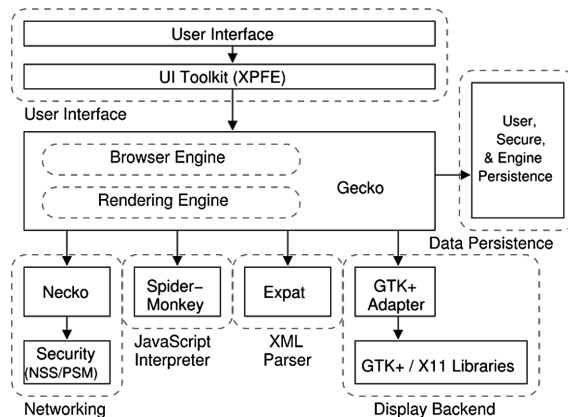 User Interface
UI Toolkit (XPFE)
User Interface
User,
Secure,
& Engine
Persistence
Data Persistence
Browser Engine
Rendering Engine
Gecko
Necko
Security
(NSS/PSM)
Networking
Spider–
Monkey
JavaScript
Interpreter
Expat
XML
Parser
GTK+
Adapter
GTK+ / X11 Libraries
Display Backend